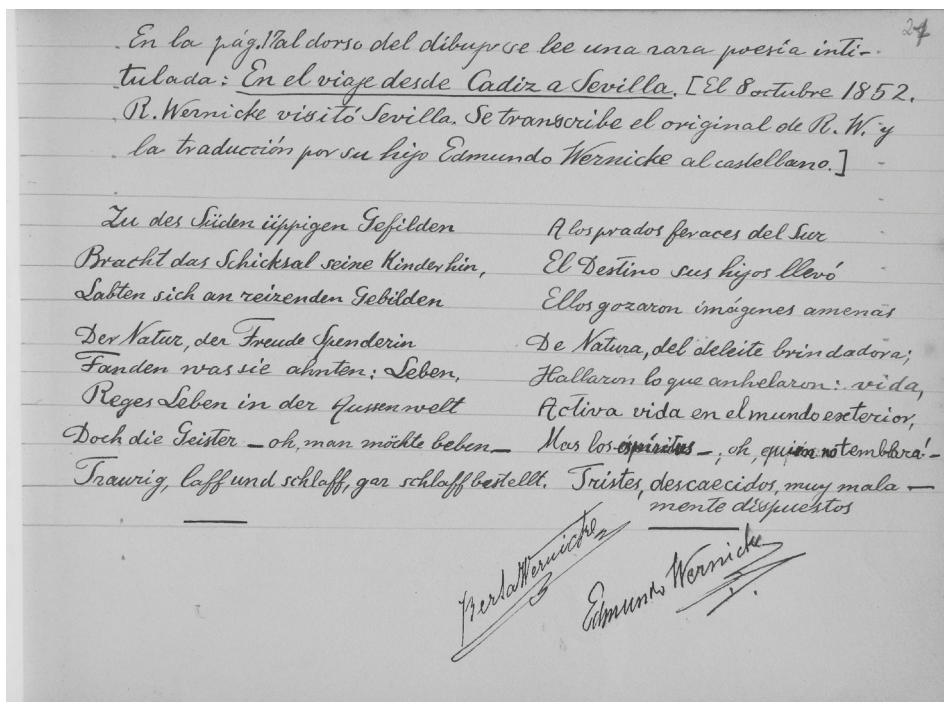 27
En la pág. 17 al dorso del dibujo se lee una rara poesía inti-
tulada: En el viaje desde Cadiz a Sevilla. [El 8 octubre 1852.
R. Wernicke visitó Sevilla. Se transcribe el original de R. W. y
la traducción por su hijo Edmundo Wernicke al castellano.]
Zu des Süden üppigen Gefilden
Bracht das Schicksal seine Kinder hin,
Labten sich an reizenden Gebilden
Der Natur, der Freude Spenderin
Fanden was sie ahnten: Leben,
Reges Leben in der Aussenwelt
Doch die Geister – oh, man möchte beben –
Traurig, laff und schlaff, gar schlaff bestellt.
A los prados feraces del Sur
El Destino sus hijos llevó
Ellos gozaron imágenes amenas
De Natura, del deleite brindadora;
Hallaron lo que anhelaron: vida,
Activa vida en el mundo exterior,
Mas los espíritus –, oh, quien no temblará! –
Tristes, descaecidos, muy mala –
mente dispuestos
Berta Wernicke
Edmundo Wernicke